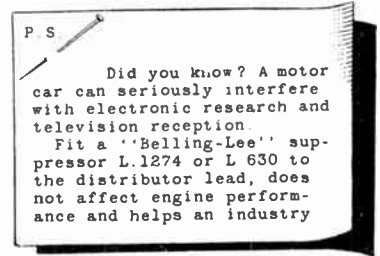 P S
Did you know? A motor
car can seriously interfere
with electronic research and
television reception.
Fit a ''Belling-Lee'' sup-
pressor L.1274 or L 630 to
the distributor lead, does
not affect engine perform-
ance and helps an industry